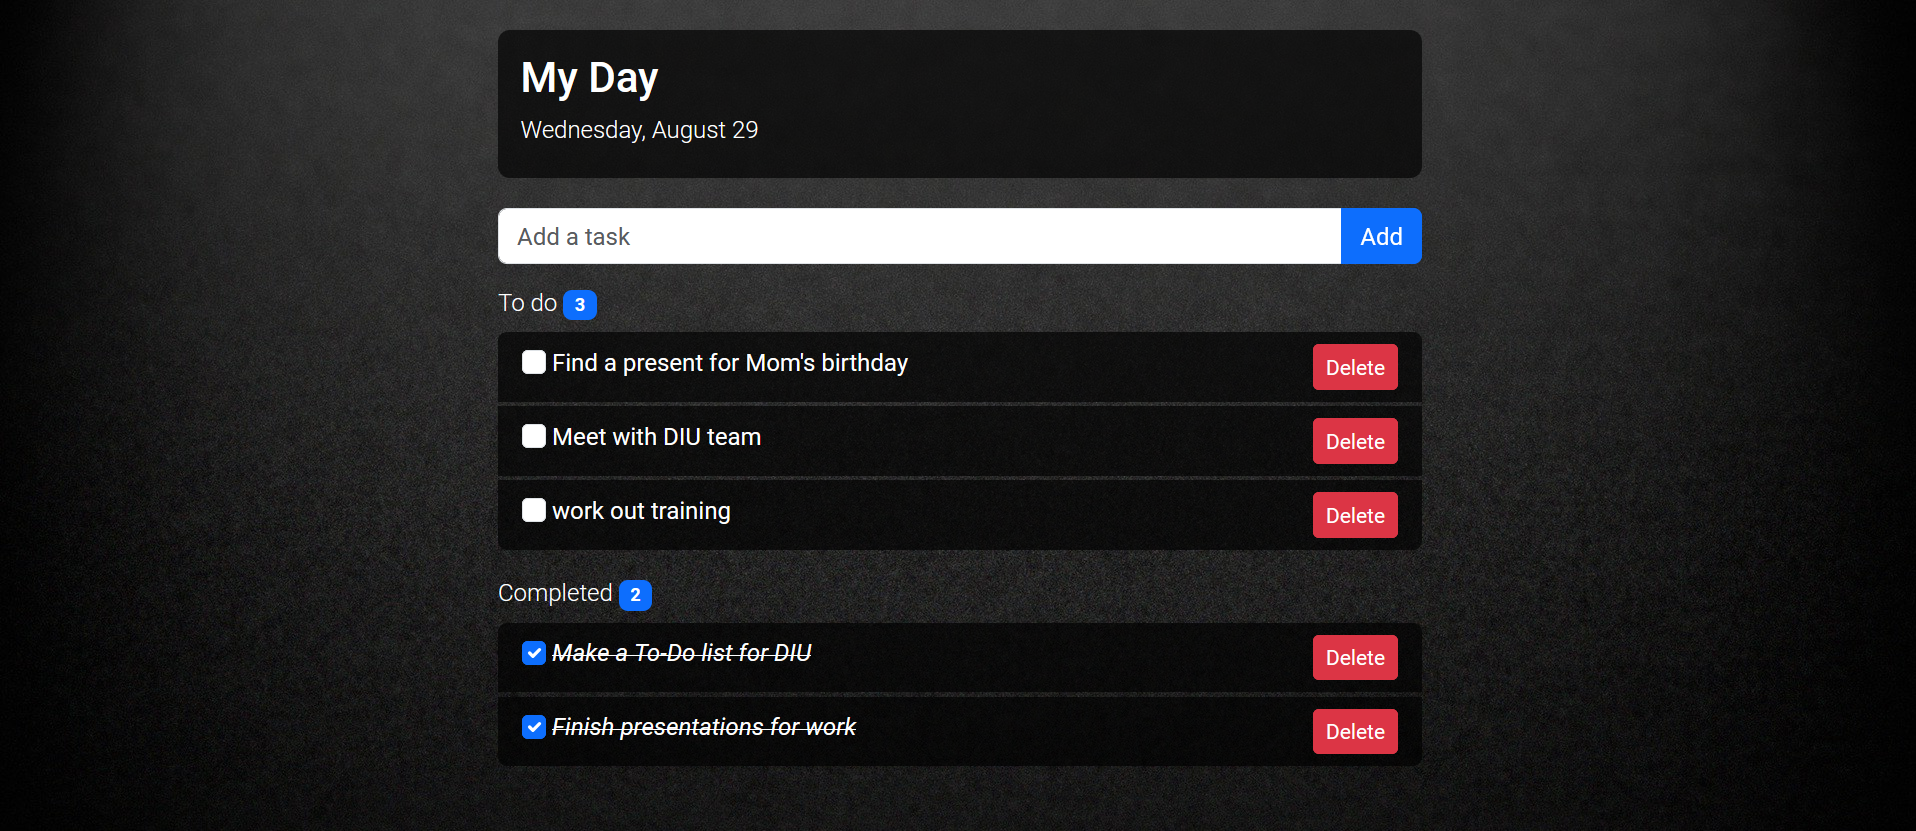 My Day
Wednesday, August 29
Add a task Add
To do 3
Find a present for Mom's birthday Delete
Meet with DIU team Delete
work out training Delete
Completed 2
Make a To-Do list for DIU Delete
Finish presentations for work Delete